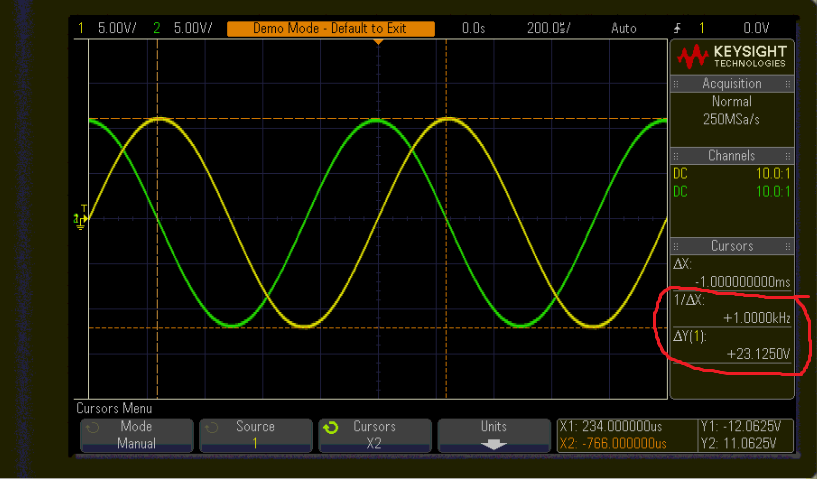 1 5.00V/ 2 5.00V/ Demo Mode - Default to Exit 0.0s 200.0µs/ Auto 1 0.0V
KEYSIGHT
TECHNOLOGIES
Acquisition
Normal
250MSa/s
Channels
DC 10.0:1
DC 10.0:1
Cursors
ΔX:
-1.000000000ms
1/ΔX:
+1.0000kHz
ΔY(1):
+23.1250V
T
Cursors Menu
Mode
Manual
Source
1
Cursors
X2
Units
X1: 234.000000us
X2: -766.000000us
Y1: -12.0625V
Y2: 11.0625V